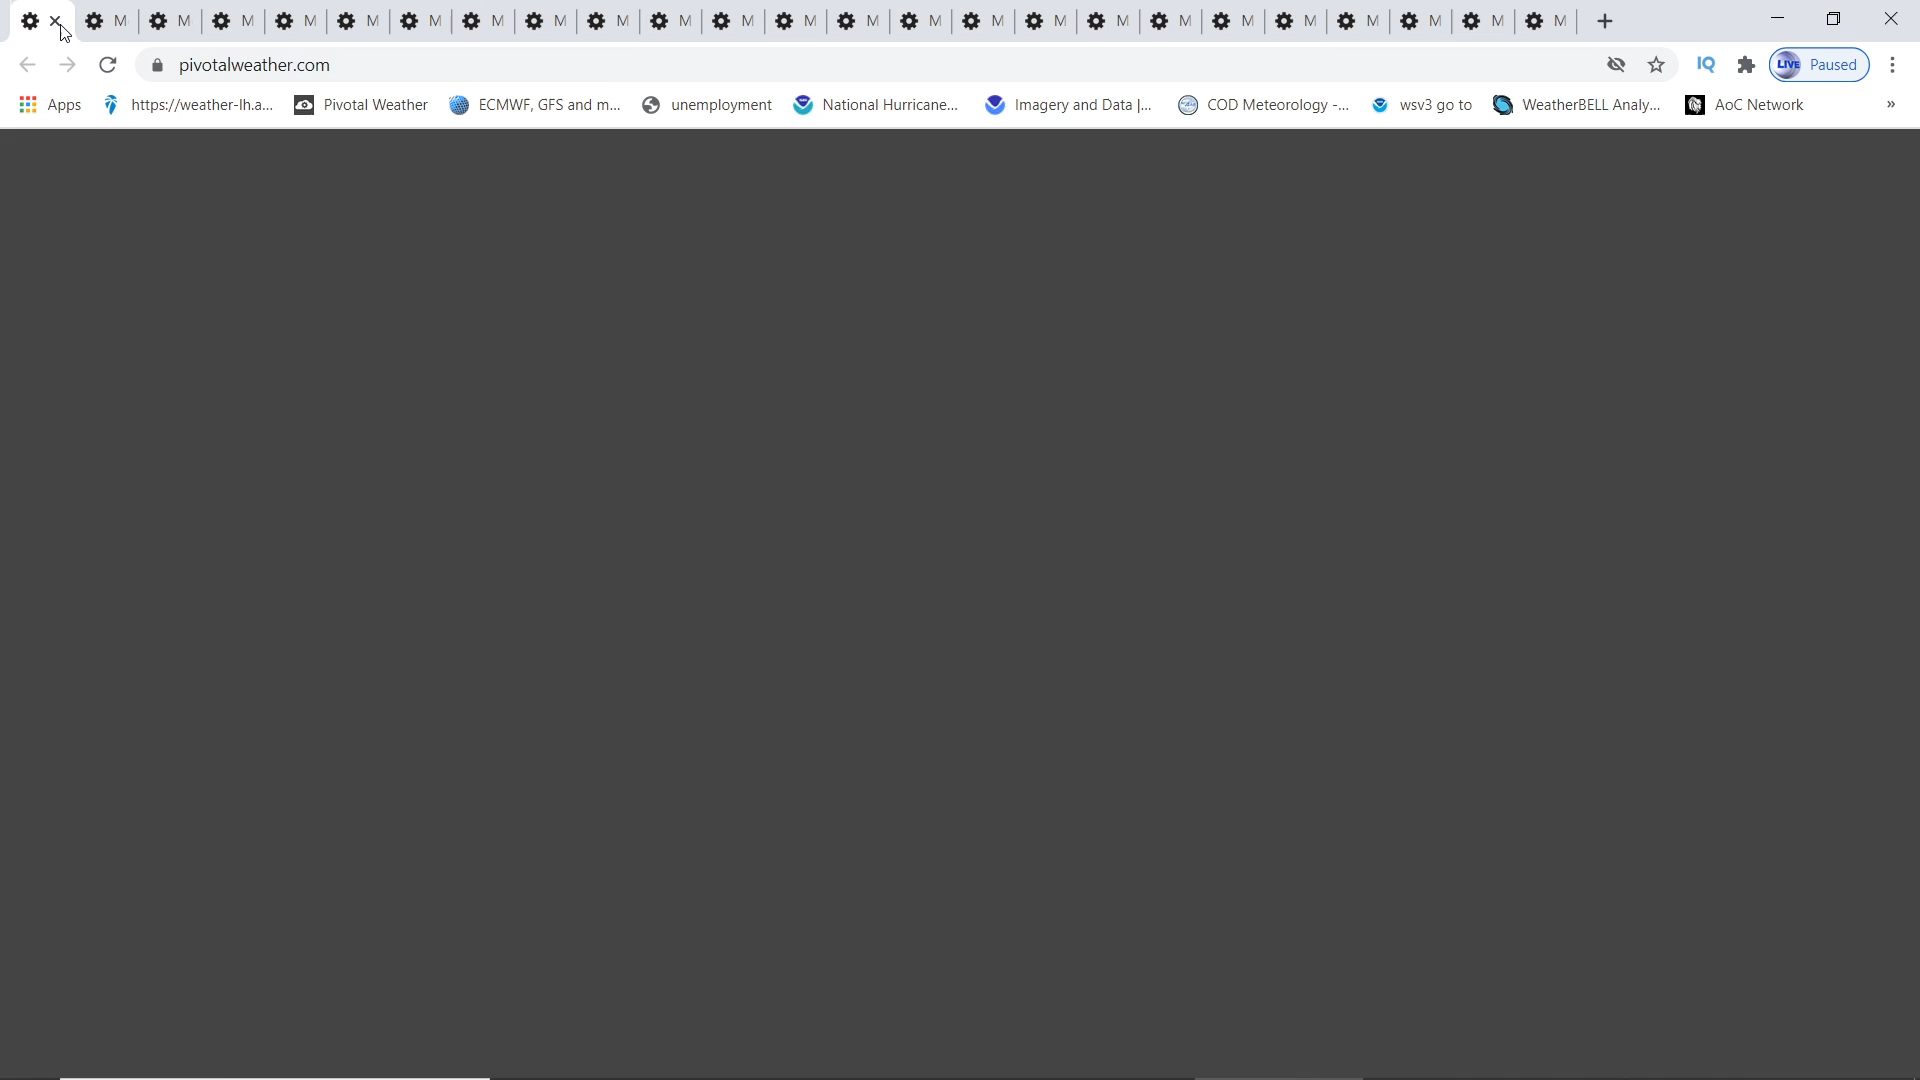 M M M M M M M M M M M M M M M M M M M M M M M M
pivotalweather.com IQ LIVE Paused
Apps https://weather-lh.a... Pivotal Weather ECMWF, GFS and m... unemployment National Hurricane... Imagery and Data |... COD Meteorology -... wsv3 go to WeatherBELL Analy... AoC Network »